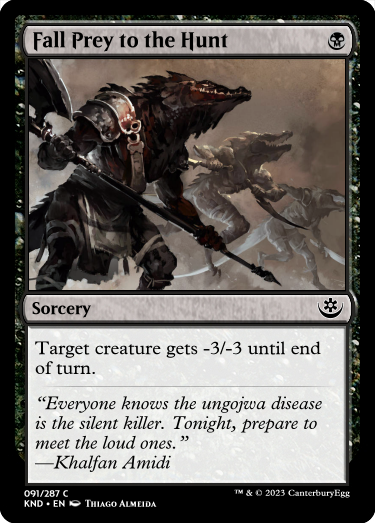 Fall Prey to the Hunt
Sorcery
Target creature gets -3/-3 until end
of turn.
“Everyone knows the ungojwa disease
is the silent killer. Tonight, prepare to
meet the loud ones.”
—Khalfan Amidi
091/287 C
KND • EN Thiago Almeida
™ & © 2023 CanterburyEgg